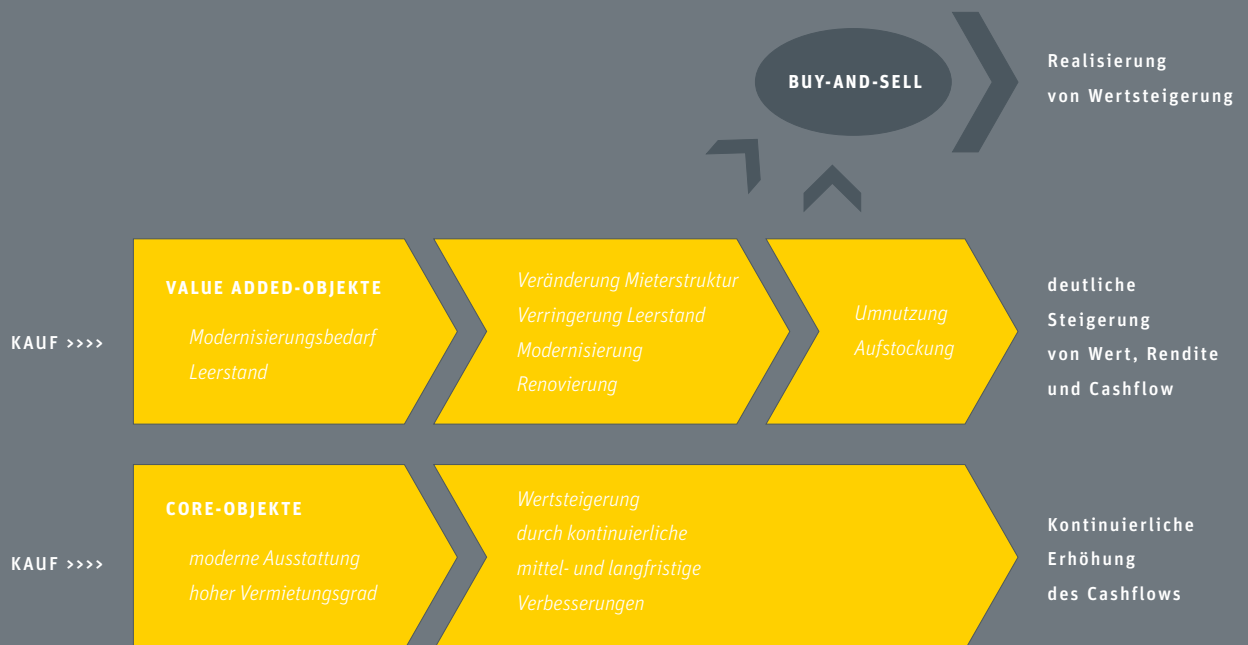 BUY-AND-SELL
Realisierung
von Wertsteigerung
KAUF >>>>
VALUE ADDED-OBJEKTE
Modernisierungsbedarf
Leerstand
Veränderung Mieterstruktur
Verringerung Leerstand
Modernisierung
Renovierung
Umnutzung
Aufstockung
deutliche
Steigerung
von Wert, Rendite
und Cashflow
KAUF >>>>
CORE-OBJEKTE
moderne Ausstattung
hoher Vermietungsgrad
Wertsteigerung
durch kontinuierliche
mittel- und langfristige
Verbesserungen
Kontinuierliche
Erhöhung
des Cashflows